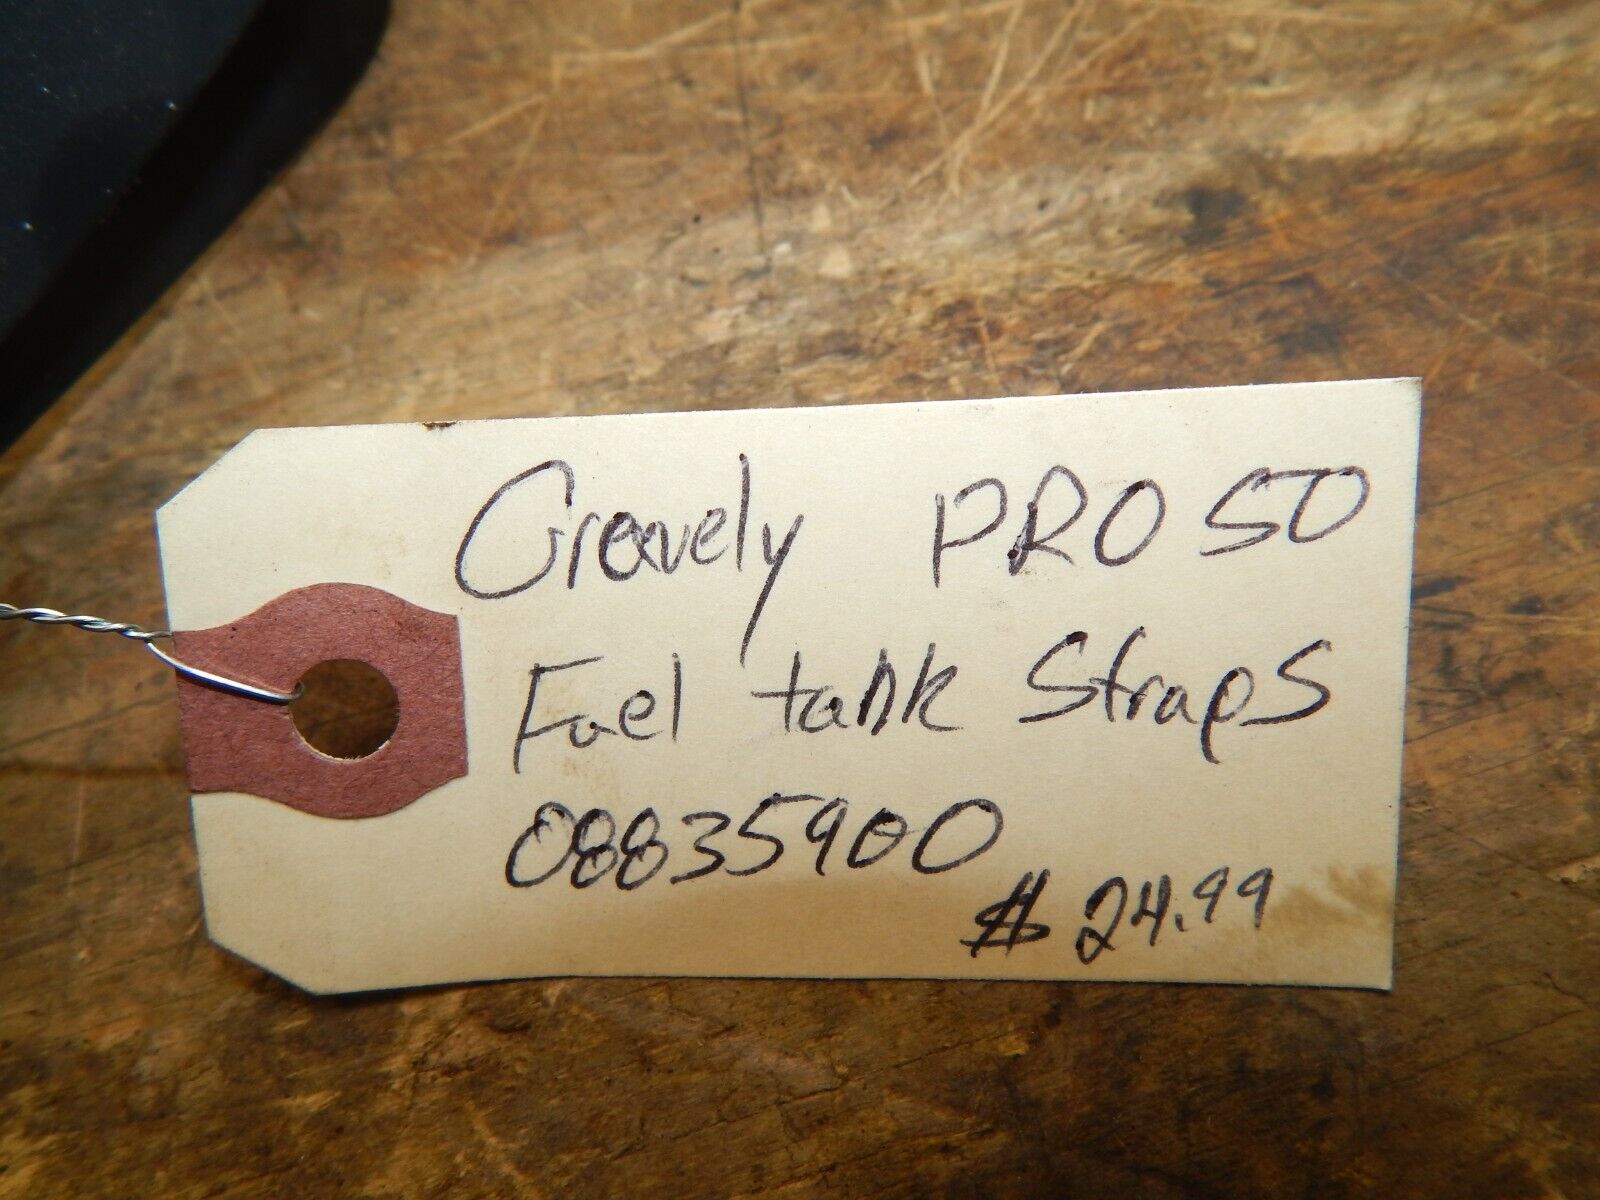 Gravely PRO 50
Fuel tank Straps
08835900
$24.99